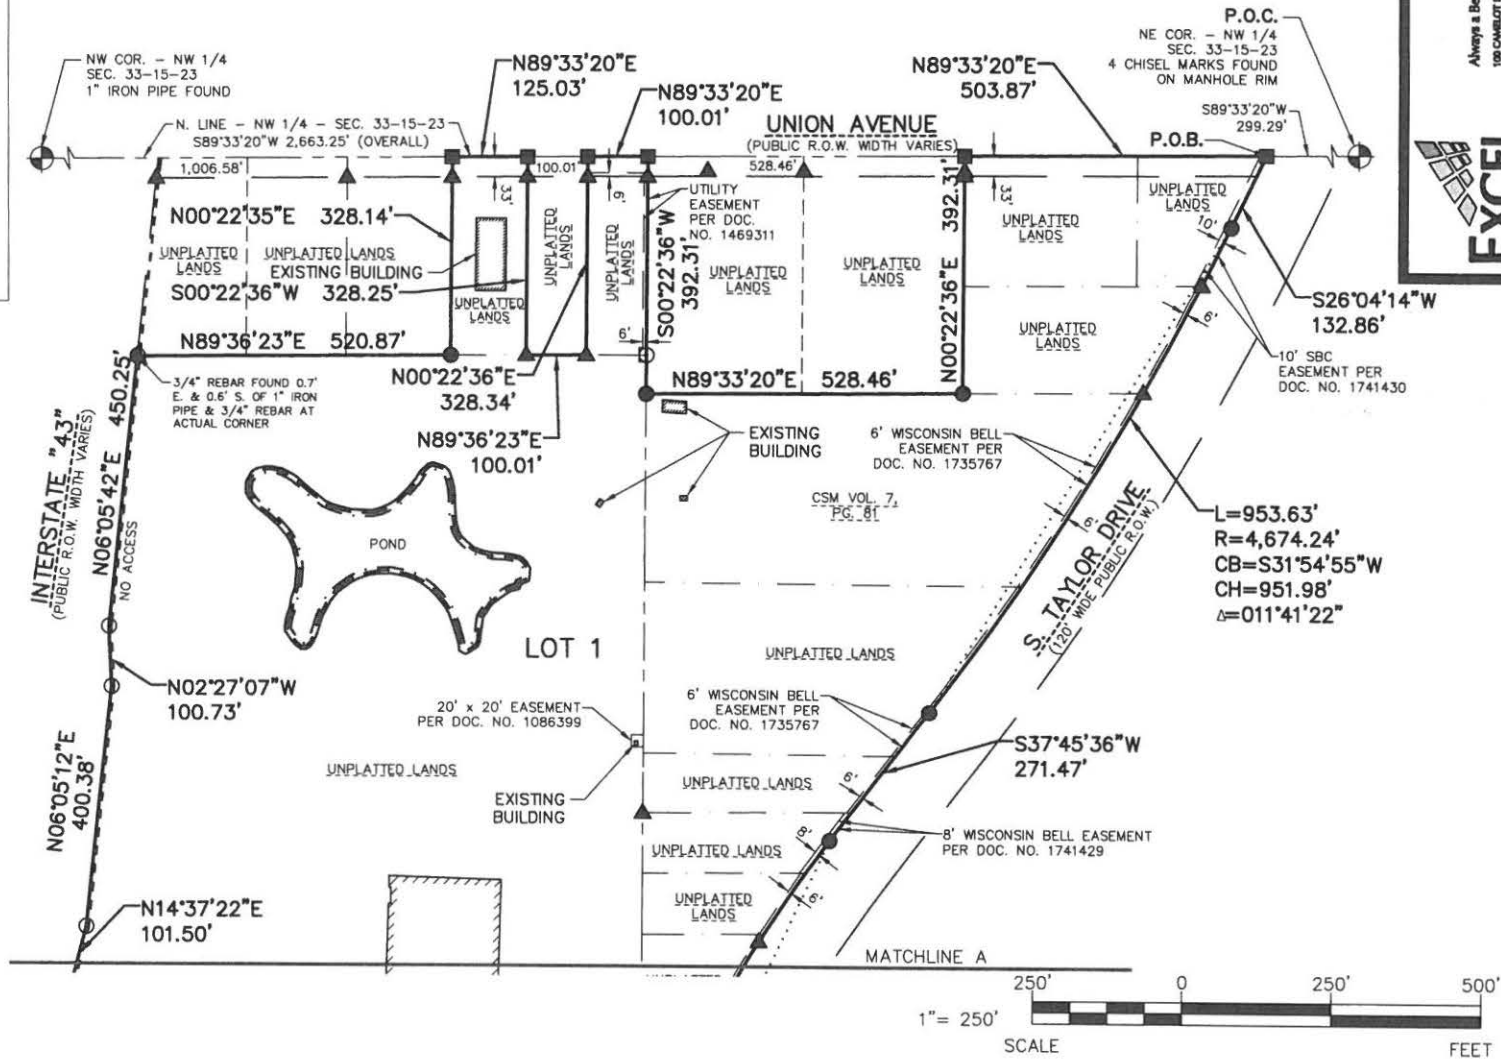 P.O.C.
NE COR. - NW 1/4
SEC. 33-15-23
4 CHISEL MARKS FOUND
ON MANHOLE RIM
Always a Be
EXCEL
NW COR. - NW 1/4
SEC. 33-15-23
1" IRON PIPE FOUND
N89°33'20"E
125.03'
N89°33'20"E
100.01'
N89°33'20"E
503.87'
S89°33'20"W
299.29'
N. LINE - NW 1/4 - SEC. 33-15-23
S89°33'20"W 2,663.25' (OVERALL)
UNION AVENUE
(PUBLIC R.O.W. WIDTH VARIES)
P.O.B.
1,006.58'
33'
100.01'
6'
528.46'
33'
UTILITY
EASEMENT
PER DOC.
NO. 1469311
N00°22'35"E 328.14'
UNPLATTED
LANDS
UNPLATTED LANDS
EXISTING BUILDING
UNPLATTED
LANDS
UNPLATTED
LANDS
UNPLATTED
LANDS
S00°22'36"W
392.31'
UNPLATTED
LANDS
UNPLATTED
LANDS
N00°22'36"E 392.31'
UNPLATTED
LANDS
UNPLATTED
LANDS
UNPLATTED
LANDS
10'
6'
S26°04'14"W
132.86'
10' SBC
EASEMENT PER
DOC. NO. 1741430
S00°22'36"W 328.25'
N89°36'23"E 520.87'
6'
3/4" REBAR FOUND 0.7'
E. & 0.6' S. OF 1" IRON
PIPE & 3/4" REBAR AT
ACTUAL CORNER
N00°22'36"E
328.34'
N89°36'23"E
100.01'
N89°33'20"E 528.46'
EXISTING
BUILDING
6' WISCONSIN BELL
EASEMENT PER
DOC. NO. 1735767
CSM VOL. 7,
PG. 81
6'
INTERSTATE "43"
(PUBLIC R.O.W. WIDTH VARIES)
N06°05'42"E 450.25'
NO ACCESS
POND
LOT 1
S. TAYLOR DRIVE
(120' WIDE PUBLIC R.O.W.)
L=953.63'
R=4,674.24'
CB=S31°54'55"W
CH=951.98'
Δ=011°41'22"
UNPLATTED LANDS
N02°27'07"W
100.73'
20' x 20' EASEMENT
PER DOC. NO. 1086399
6' WISCONSIN BELL
EASEMENT PER
DOC. NO. 1735767
S37°45'36"W
271.47'
N06°05'12"E
400.38'
UNPLATTED LANDS
EXISTING
BUILDING
UNPLATTED LANDS
6'
8'
8' WISCONSIN BELL EASEMENT
PER DOC. NO. 1741429
UNPLATTED LANDS
UNPLATTED
LANDS
6'
N14°37'22"E
101.50'
MATCHLINE A
250' 0 250' 500'
1"= 250'
SCALE FEET